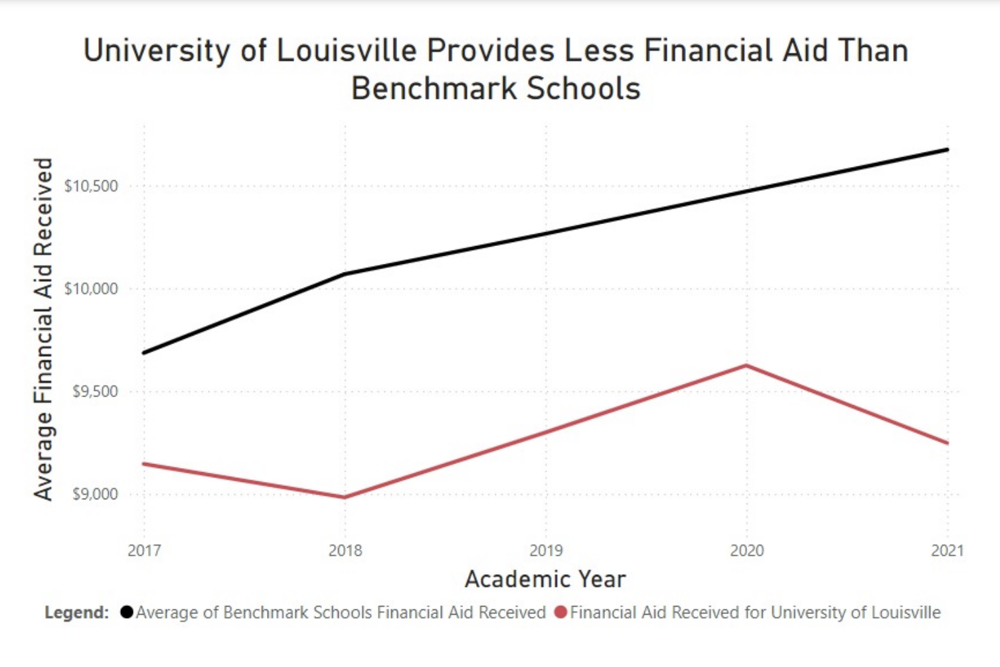 University of Louisville Provides Less Financial Aid Than
Benchmark Schools
Average Financial Aid Received
$10,500
$10,000
$9,500
$9,000
2017 2018 2019 2020 2021
Academic Year
Legend: Average of Benchmark Schools Financial Aid Received Financial Aid Received for University of Louisville